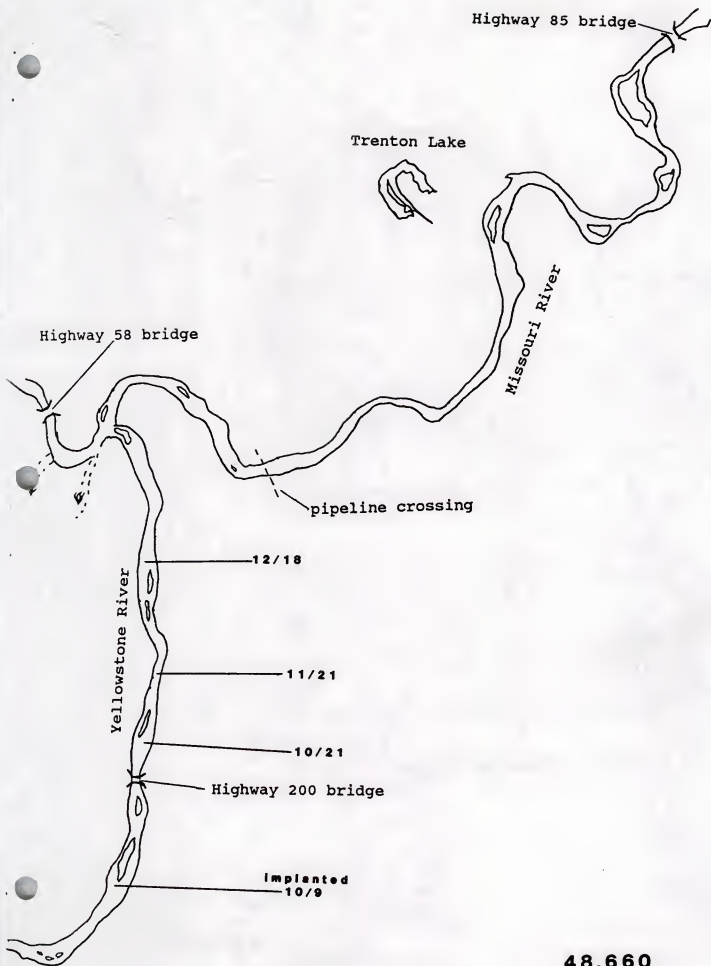 Highway 85 bridge
Trenton Lake
Missouri River
Highway 58 bridge
pipeline crossing
12/18
Yellowstone River
11/21
10/21
Highway 200 bridge
implanted
10/9
48.660